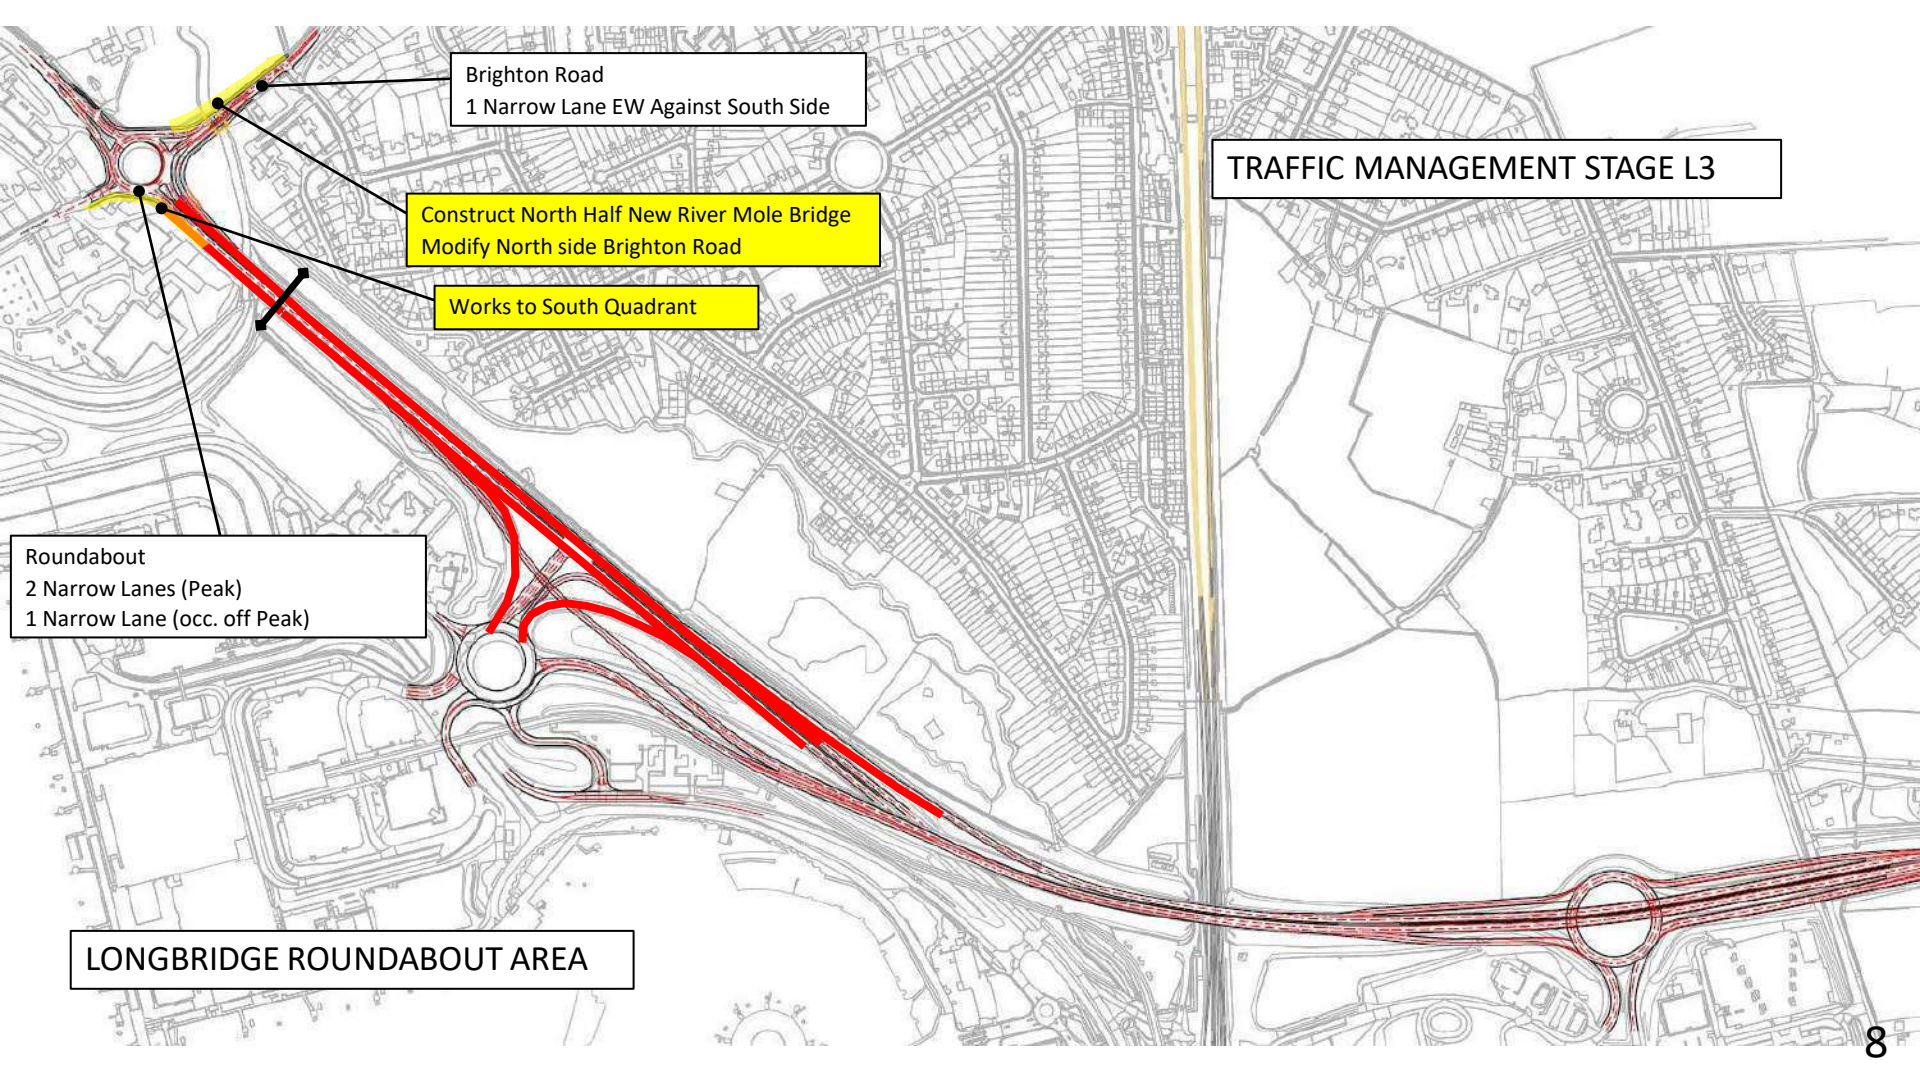 Brighton Road
1 Narrow Lane EW Against South Side
TRAFFIC MANAGEMENT STAGE L3
Construct North Half New River Mole Bridge
Modify North side Brighton Road
Works to South Quadrant
Roundabout
2 Narrow Lanes (Peak)
1 Narrow Lane (occ. off Peak)
LONGBRIDGE ROUNDABOUT AREA
8